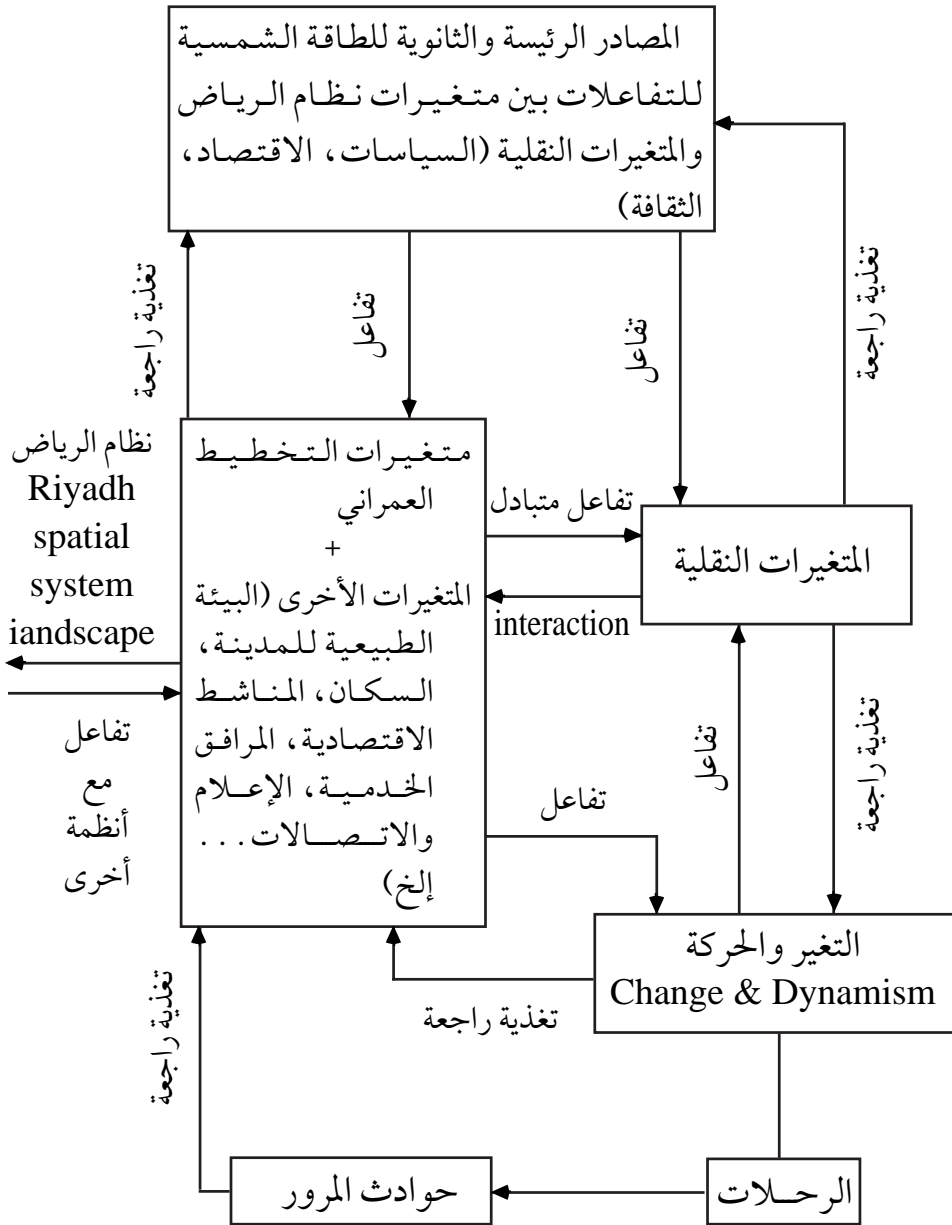 المصادر الرئيسة والثانوية للطاقة الشمسية
للتفاعلات بين متغيرات نظام الرياض
والمتغيرات النقلية (السياسات، الاقتصاد،
الثقافة)
تغذية راجعة
تفاعل
تفاعل
تغذية راجعة
نظام الرياض
Riyadh
spatial
system
iandscape
متغيرات التخطيط
العمراني
+
المتغيرات الأخرى (البيئة
الطبيعية للمدينة،
السكان، المناشط
الاقتصادية، المرافق
الخدمية، الإعلام
والاتصالات...
إلخ)
تفاعل متبادل
interaction
المتغيرات النقلية
تفاعل
مع
أنظمة
أخرى
تفاعل
تفاعل
تغذية راجعة
التغير والحركة
Change & Dynamism
تغذية راجعة
تغذية راجعة
حوادث المرور
الرحلات